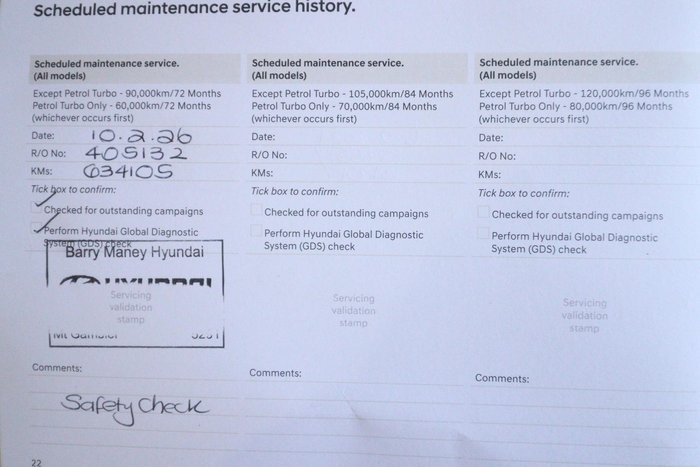 Scheduled maintenance service history.
Scheduled maintenance service.
(All models)
Except Petrol Turbo - 90,000km/72 Months
Petrol Turbo Only - 60,000km/72 Months
(whichever occurs first)
Date: 10.2.26
R/O No: 405132
KMs: 034105
Tick box to confirm:
Checked for outstanding campaigns
Perform Hyundai Global Diagnostic
System (GDS) check
Barry Maney Hyundai
HYUNDAI
Servicing
validation
stamp
Mt Gambier 5291
Comments:
Safety Check
22
Scheduled maintenance service.
(All models)
Except Petrol Turbo - 105,000km/84 Months
Petrol Turbo Only - 70,000km/84 Months
(whichever occurs first)
Date:
R/O No:
KMs:
Tick box to confirm:
Checked for outstanding campaigns
Perform Hyundai Global Diagnostic
System (GDS) check
Servicing
validation
stamp
Comments:
Scheduled maintenance service.
(All models)
Except Petrol Turbo - 120,000km/96 Months
Petrol Turbo Only - 80,000km/96 Months
(whichever occurs first)
Date:
R/O No:
KMs:
Tick box to confirm:
Checked for outstanding campaigns
Perform Hyundai Global Diagnostic
System (GDS) check
Servicing
validation
stamp
Comments: